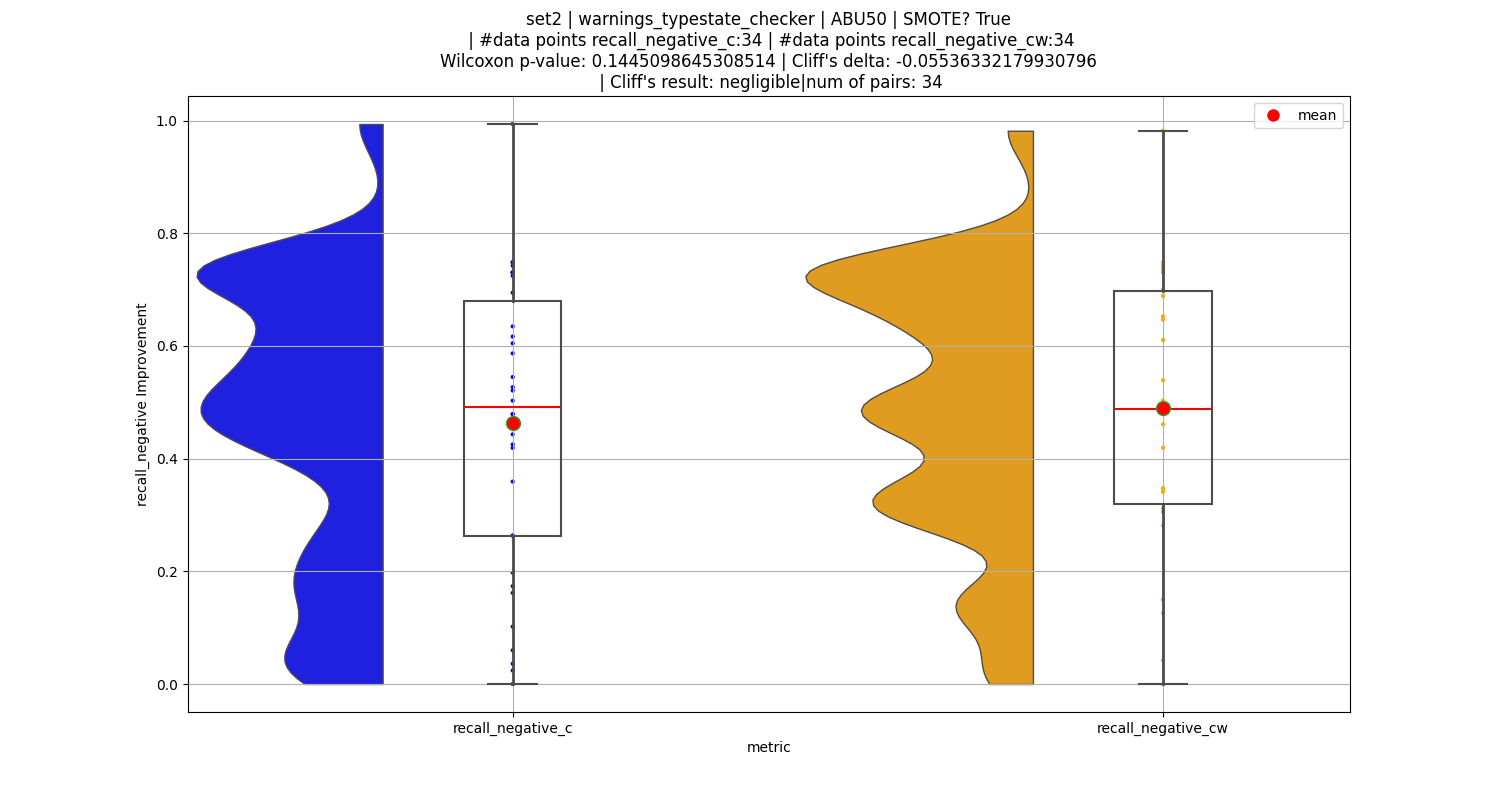 set2 | warnings_typestate_checker | ABU50 | SMOTE? True
| #data points recall_negative_c:34 | #data points recall_negative_cw:34
Wilcoxon p-value: 0.1445098645308514 | Cliff's delta: -0.05536332179930796
| Cliff's result: negligible|num of pairs: 34
mean
1.0
0.8
0.6
0.4
0.2
0.0
recall_negative Improvement
recall_negative_c
recall_negative_cw
metric